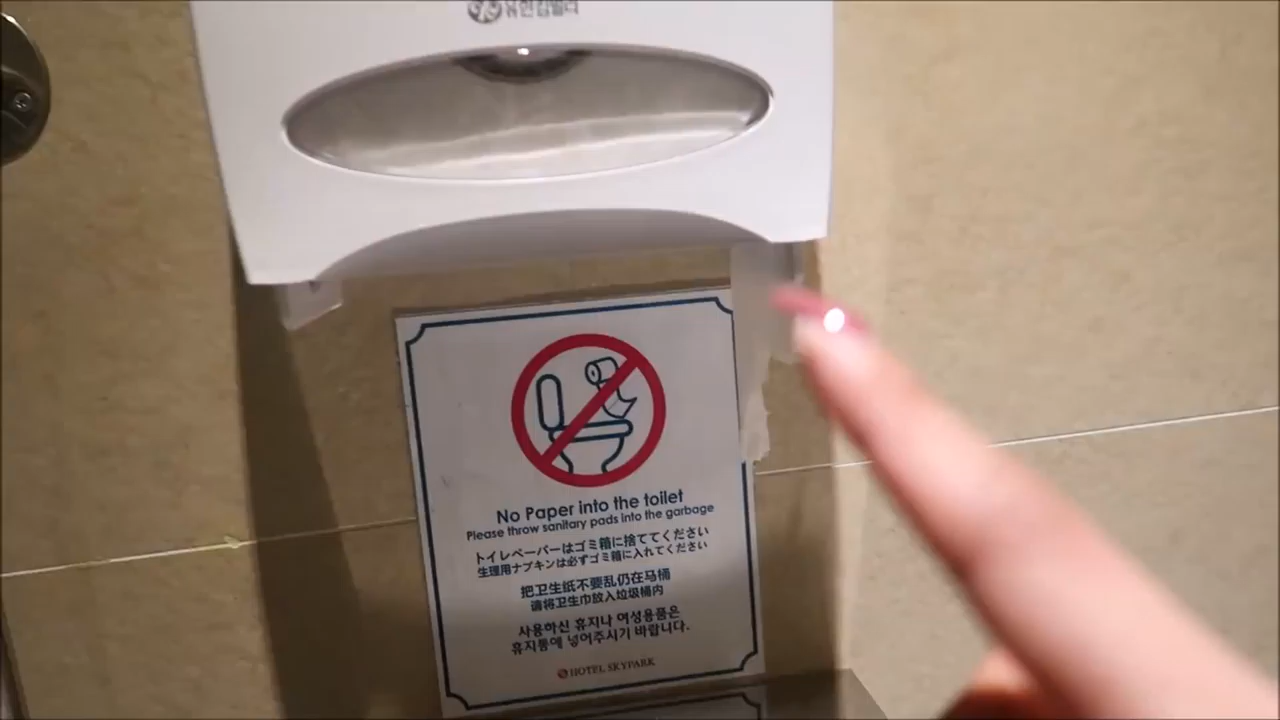 유한킴벌리
No Paper into the toilet
Please throw sanitary pads into the garbage
トイレペーパーはゴミ箱に捨ててください
生理用ナプキンは必ずゴミ箱に入れてください
把卫生纸不要乱仍在马桶
请将卫生巾放入垃圾桶内
사용하신 휴지나 여성용품은
휴지통에 넣어주시기 바랍니다.
HOTEL SKYPARK